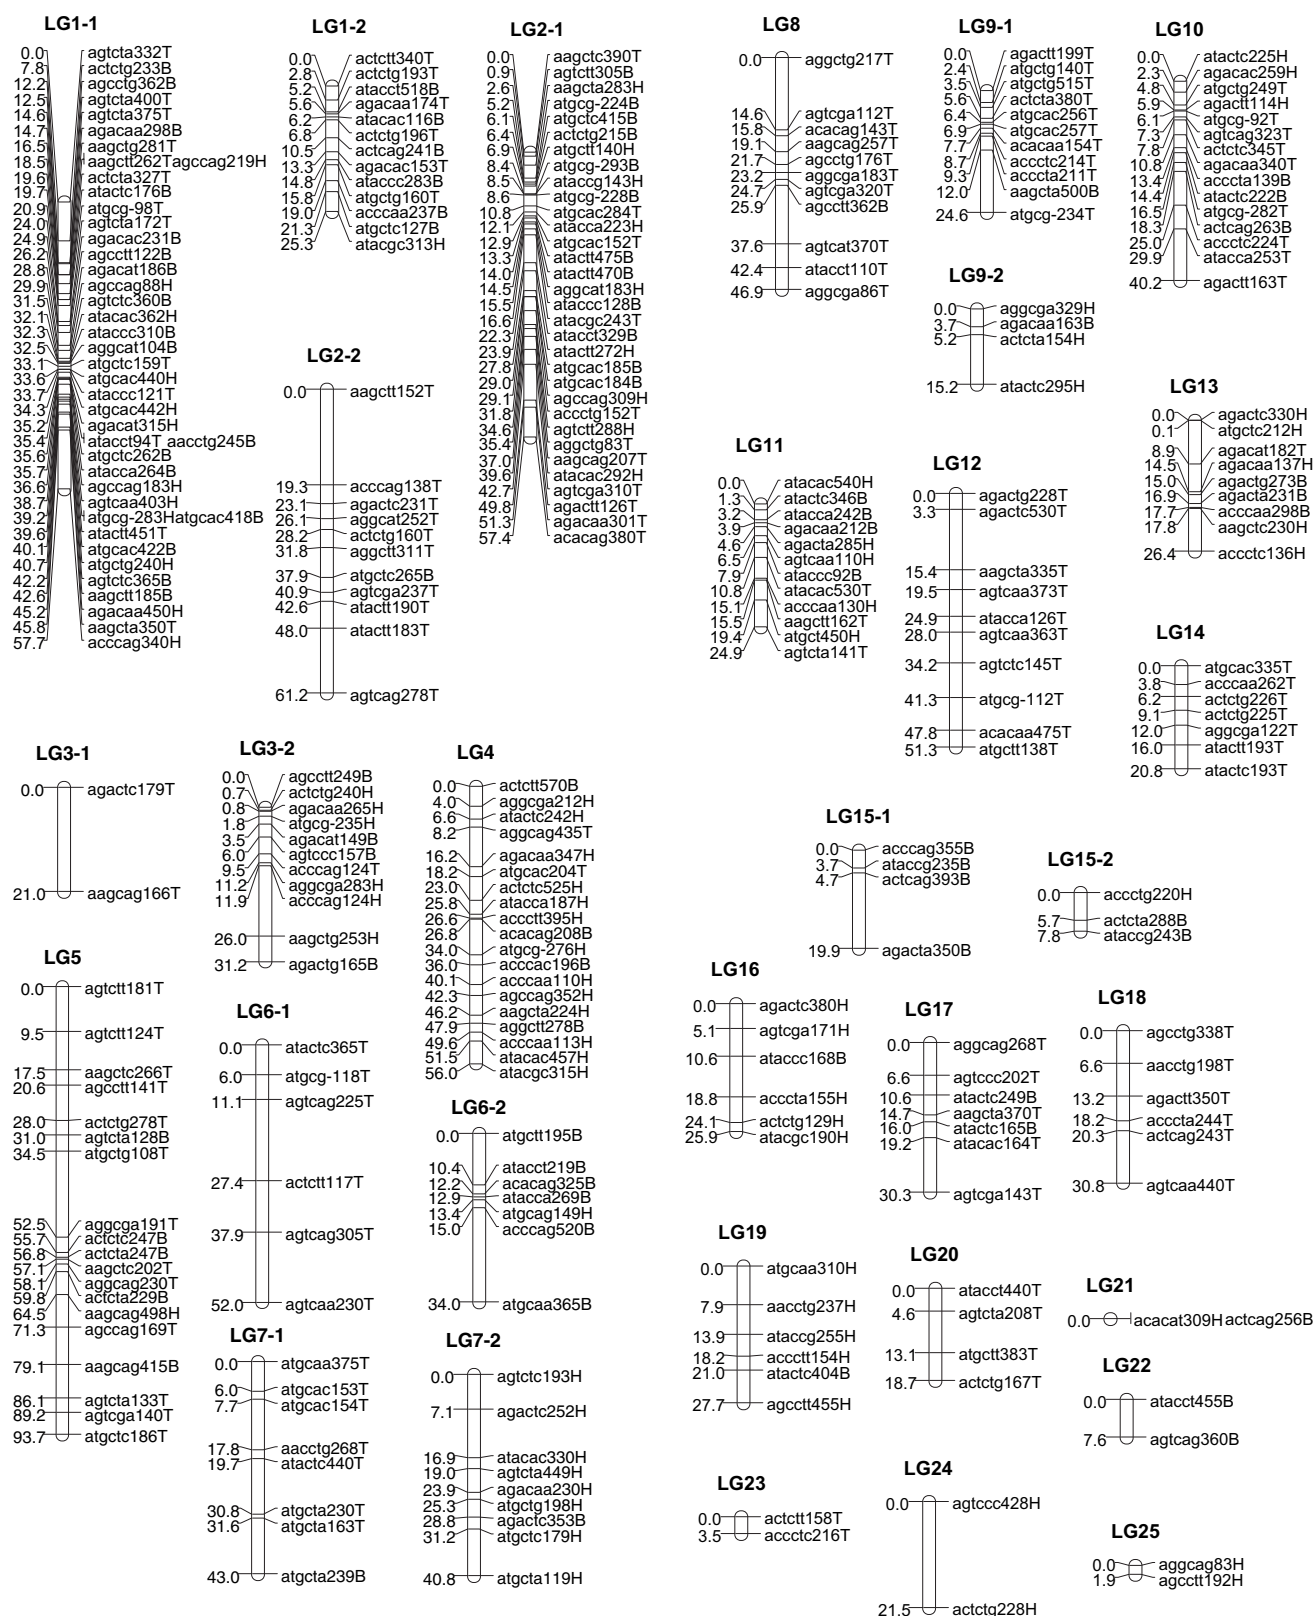 LG1-1
0.0 agtcta332T
7.8 actctg233B
12.2 agcctg362B
12.5 agtcta400T
14.6 agtcta375T
14.7 agacaa298B
16.5 aagctg281T
18.5 aagctt262Tagccag219H
19.6 actcta327T
19.7 atactc176B
20.9 atgcg-98T
24.0 agtcta172T
24.9 agacac231B
26.2 agcctt122B
28.8 agacat186B
29.9 agccag88H
31.5 agtctc360B
32.1 atacac362H
32.3 ataccc310B
32.5 aggcat104B
33.1 atgctc159T
33.6 atgcac440H
33.7 ataccc121T
34.3 atgcac442H
35.2 agacat315H
35.4 atacct94T aacctg245B
35.6 atgctc262B
35.7 atacca264B
36.6 agccag183H
38.7 agtcaa403H
39.2 atgcg-283Hatgcac418B
39.6 atactt451T
40.1 atgcac422B
40.7 atgctg240H
42.2 agtctc365B
42.6 aagctt185B
45.2 agacaa450H
45.8 aagcta350T
57.7 acccag340H
LG1-2
0.0 actctt340T
2.8 actctg193T
5.2 atacct518B
5.6 agacaa174T
6.2 atacac116B
6.8 actctg196T
10.5 actcag241B
13.3 agacac153T
14.8 ataccc283B
15.8 atgctg160T
19.0 acccaa237B
21.3 atgctc127B
25.3 atacgc313H
LG2-1
0.0 aagctc390T
0.9 agtctt305B
2.6 aagcta283H
5.2 atgcg-224B
6.1 atgctc415B
6.4 actctg215B
6.9 atgctt140H
8.4 atgcg-293B
8.5 ataccg143H
8.6 atgcg-228B
10.8 atgcac284T
12.1 atacca223H
12.9 atgcac152T
13.3 atactt475B
14.0 atactt470B
14.5 aggcat183H
15.5 ataccc128B
16.6 atacgc243T
22.3 atacct329B
23.9 atactt272H
27.8 atgcac185B
29.0 atgcac184B
29.1 agccag309H
31.8 accctg152T
34.6 agtctt288H
35.4 aggctg83T
37.0 aagcag207T
39.6 atacac292H
42.7 agtcga310T
49.8 agactt126T
51.3 agacaa301T
57.4 acacag380T
LG2-2
0.0 aagctt152T
19.3 acccag138T
23.1 agactc231T
26.1 aggcat252T
28.2 actctg160T
31.8 aggctt311T
37.9 atgctc265B
40.9 agtcga237T
42.6 atactt190T
48.0 atactt183T
61.2 agtcag278T
LG3-1
0.0 agactc179T
21.0 aagcag166T
LG3-2
0.0 agcctt249B
0.7 actctg240H
0.8 agacaa265H
1.8 atgcg-235H
3.5 agacat149B
6.0 agtccc157B
9.5 acccag124T
11.2 aggcga283H
11.9 acccag124H
26.0 aagctg253H
31.2 agactg165B
LG4
0.0 actctt570B
4.0 aggcga212H
6.6 atactc242H
8.2 aggcag435T
16.2 agacaa347H
18.2 atgcac204T
23.0 actctc525H
25.8 atacca187H
26.6 accctt395H
26.8 acacag208B
34.0 atgcg-276H
36.0 acccac196B
40.1 acccaa110H
42.3 agccag352H
46.2 aagcta224H
47.9 aggctt278B
49.6 acccaa113H
51.5 atacac457H
56.0 atacgc315H
LG5
0.0 agtctt181T
9.5 agtctt124T
17.5 aagctc266T
20.6 agcctt141T
28.0 actctg278T
31.0 agtcta128B
34.5 atgctg108T
52.5 aggcga191T
55.7 actctc247B
56.8 actcta247B
57.1 aagctc202T
58.1 aggcag230T
59.8 actcta229B
64.5 aagcag498H
71.3 agccag169T
79.1 aagcag415B
86.1 agtcta133T
89.2 agtcga140T
93.7 atgctc186T
LG6-1
0.0 atactc365T
6.0 atgcg-118T
11.1 agtcag225T
27.4 actctt117T
37.9 agtcag305T
52.0 agtcaa230T
LG6-2
0.0 atgctt195B
10.4 atacct219B
12.2 acacag325B
12.9 atacca269B
13.4 atgcag149H
15.0 acccag520B
34.0 atgcaa365B
LG7-1
0.0 atgcaa375T
6.0 atgcac153T
7.7 atgcac154T
17.8 aacctg268T
19.7 atactc440T
30.8 atgcta230T
31.6 atgcta163T
43.0 atgcta239B
LG7-2
0.0 agtctc193H
7.1 agactc252H
16.9 atacac330H
19.0 agtcta449H
23.9 agacaa230H
25.3 atgctg198H
28.8 agactc353B
31.2 atgctc179H
40.8 atgcta119H
LG8
0.0 aggctg217T
14.6 agtcga112T
15.8 acacag143T
19.1 aagcag257T
21.7 agcctg176T
23.2 aggcga183T
24.7 agtcga320T
25.9 agcctt362B
37.6 agtcat370T
42.4 atacct110T
46.9 aggcga86T
LG9-1
0.0 agactt199T
2.4 atgctg140T
3.5 atgctg515T
5.6 actcta380T
6.4 atgcac256T
6.9 atgcac257T
7.7 acacaa154T
8.7 accctc214T
9.3 acccta211T
12.0 aagcta500B
24.6 atgcg-234T
LG9-2
0.0 aggcga329H
3.7 agacaa163B
5.2 actcta154H
15.2 atactc295H
LG10
0.0 atactc225H
2.3 agacac259H
4.8 atgctg249T
5.9 agactt114H
6.1 atgcg-92T
7.3 agtcag323T
7.8 actctc345T
10.8 agacaa340T
13.4 acccta139B
14.4 atactc222B
16.5 atgcg-282T
18.3 actcag263B
25.0 accctc224T
29.9 atacca253T
40.2 agactt163T
LG11
0.0 atacac540H
1.3 atactc346B
3.2 atacca242B
3.9 agacaa212B
4.6 agacta285H
6.5 agtcaa110H
7.9 ataccc92B
10.8 atacac530T
15.1 acccaa130H
15.5 aagctt162T
19.4 atgct450H
24.9 agtcta141T
LG12
0.0 agactg228T
3.3 agactc530T
15.4 aagcta335T
19.5 agtcaa373T
24.9 atacca126T
28.0 agtcaa363T
34.2 agtctc145T
41.3 atgcg-112T
47.8 acacaa475T
51.3 atgctt138T
LG13
0.0 agactc330H
0.1 atgctc212H
8.9 agacat182T
14.5 agacaa137H
15.0 agactg273B
16.9 agacta231B
17.7 acccaa298B
17.8 aagctc230H
26.4 accctc136H
LG14
0.0 atgcac335T
3.8 acccaa262T
6.2 actctg226T
9.1 actctg225T
12.0 aggcga122T
16.0 atactt193T
20.8 atactc193T
LG15-1
0.0 acccag355B
3.7 ataccg235B
4.7 actcag393B
19.9 agacta350B
LG15-2
0.0 accctg220H
5.7 actcta288B
7.8 ataccg243B
LG16
0.0 agactc380H
5.1 agtcga171H
10.6 ataccc168B
18.8 acccta155H
24.1 actctg129H
25.9 atacgc190H
LG17
0.0 aggcag268T
6.6 agtccc202T
10.6 atactc249B
14.7 aagcta370T
16.0 atactc165B
19.2 atacac164T
30.3 agtcga143T
LG18
0.0 agcctg338T
6.6 aacctg198T
13.2 agactt350T
18.2 acccta244T
20.3 actcag243T
30.8 agtcaa440T
LG19
0.0 atgcaa310H
7.9 aacctg237H
13.9 ataccg255H
18.2 accctt154H
21.0 atactc404B
27.7 agcctt455H
LG20
0.0 atacct440T
4.6 agtcta208T
13.1 atgctt383T
18.7 actctg167T
LG21
0.0 acacat309H actcag256B
LG22
0.0 atacct455B
7.6 agtcag360B
LG23
0.0 actctt158T
3.5 accctc216T
LG24
0.0 agtccc428H
21.5 actctg228H
LG25
0.0 aggcag83H
1.9 agcctt192H